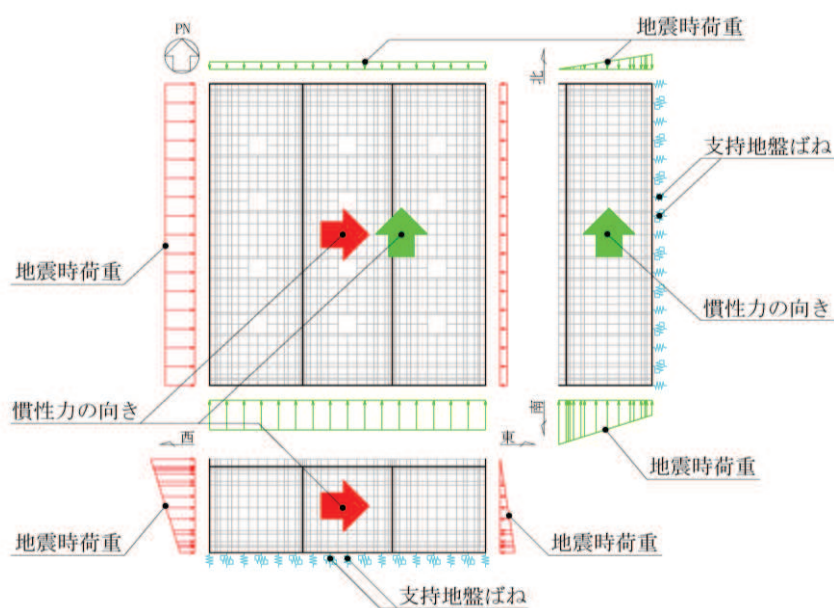 PN
地震時荷重
北
支持地盤ばね
地震時荷重
慣性力の向き
慣性力の向き
南
西
東
地震時荷重
地震時荷重
地震時荷重
支持地盤ばね